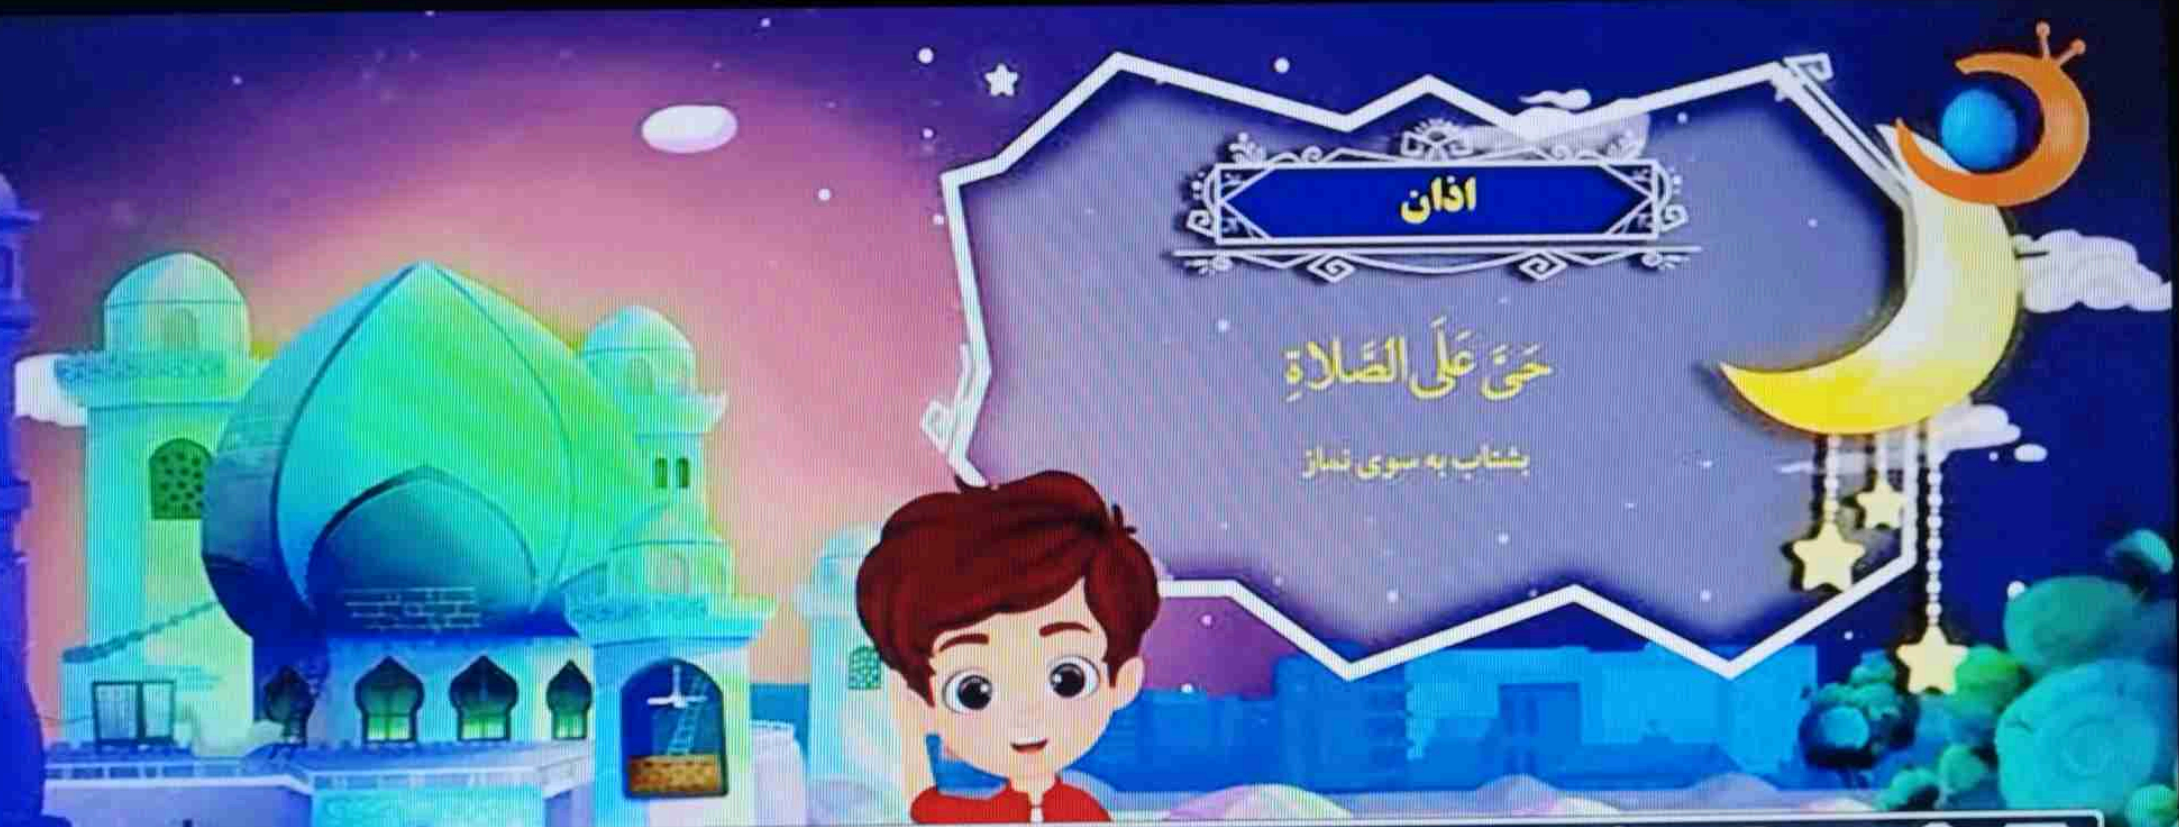 اذان
حَیَّ عَلَی الصَّلاةِ
بشتاب به سوی نماز